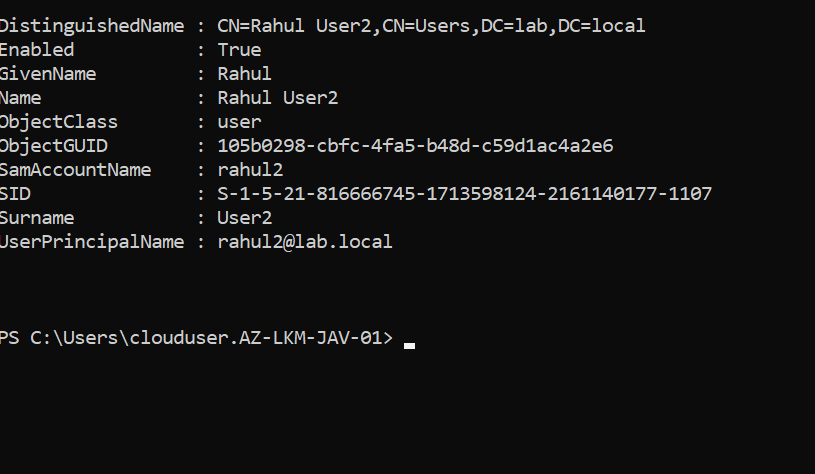 DistinguishedName : CN=Rahul User2,CN=Users,DC=lab,DC=local
Enabled           : True
GivenName         : Rahul
Name              : Rahul User2
ObjectClass       : user
ObjectGUID        : 105b0298-cbfc-4fa5-b48d-c59d1ac4a2e6
SamAccountName    : rahul2
SID               : S-1-5-21-816666745-1713598124-2161140177-1107
Surname           : User2
UserPrincipalName : rahul2@lab.local
PS C:\Users\clouduser.AZ-LKM-JAV-01>